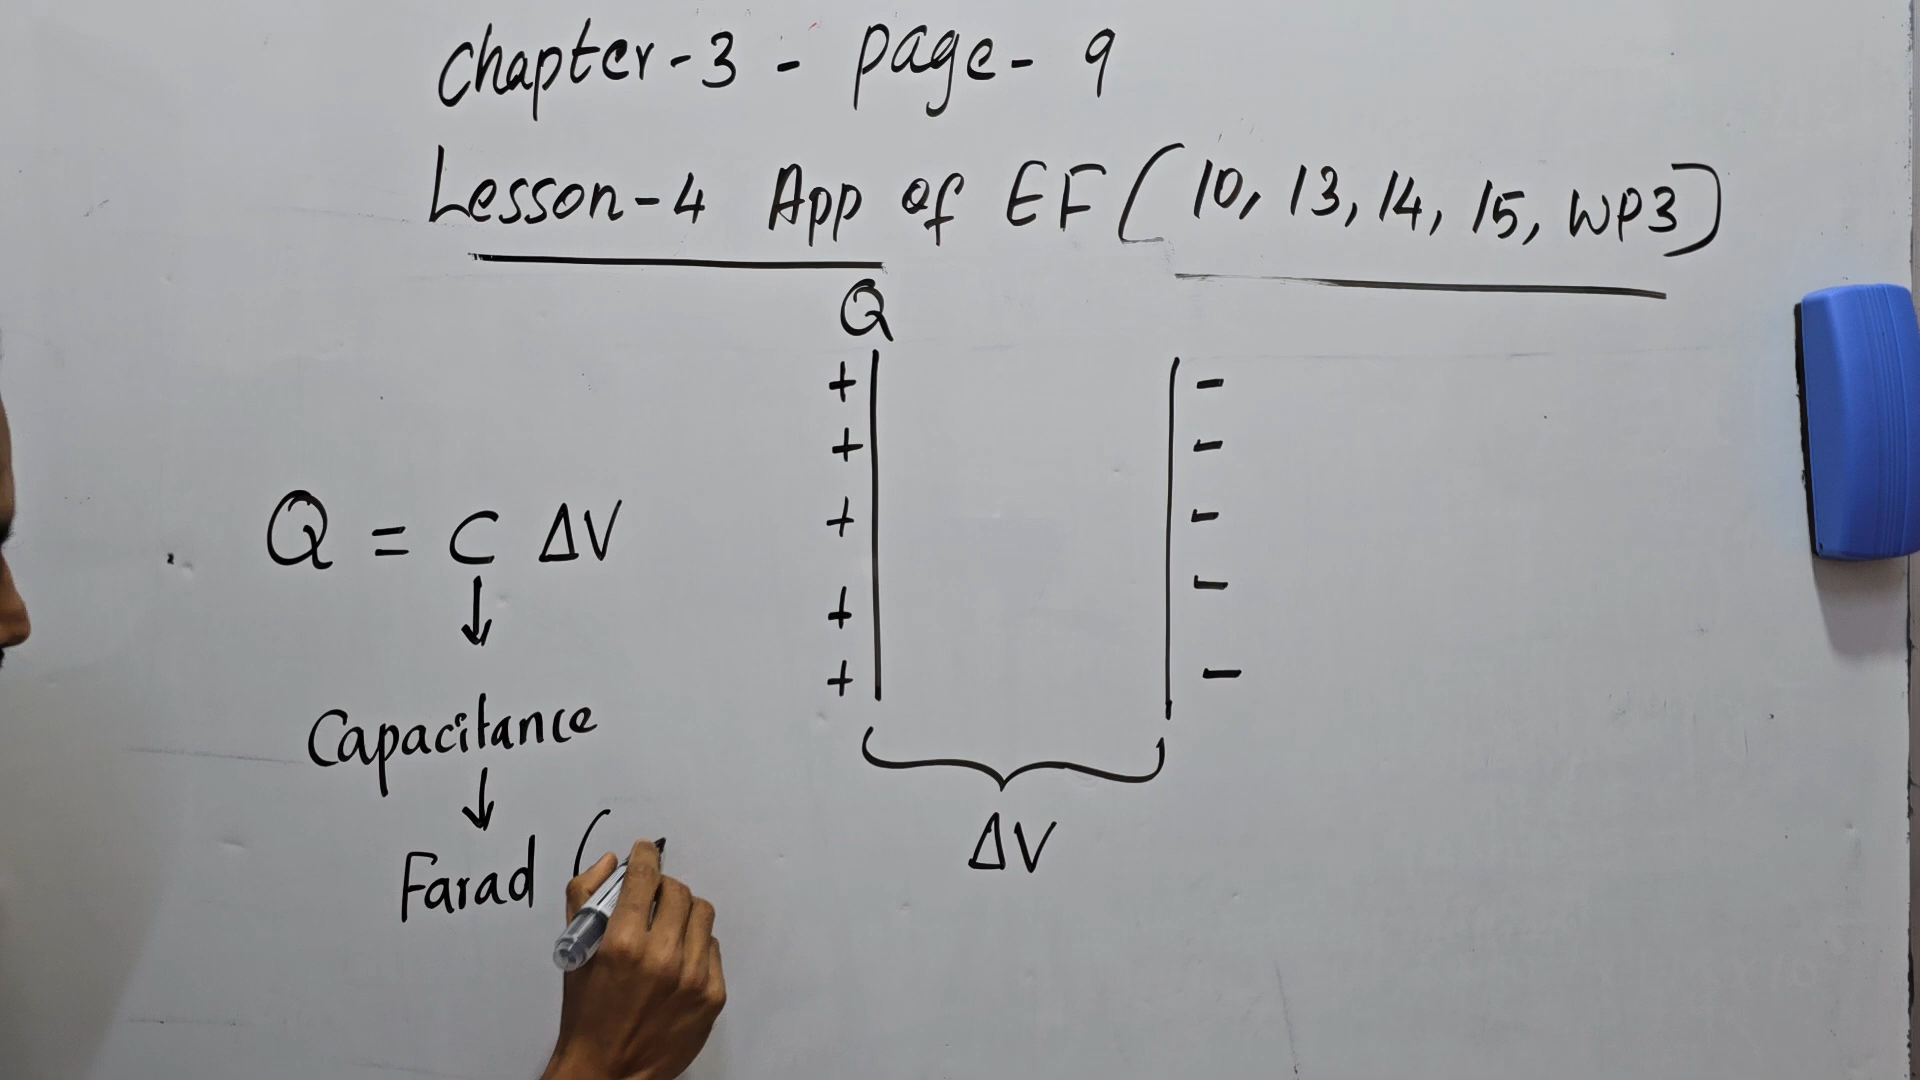 Chapter-3 - page- 9
Lesson-4 App of EF (10, 13, 14, 15, WP3)
Q
+ -
+ -
+ -
+ -
+ -
Q = C ΔV
↓
Capacitance
↓
Farad (
ΔV